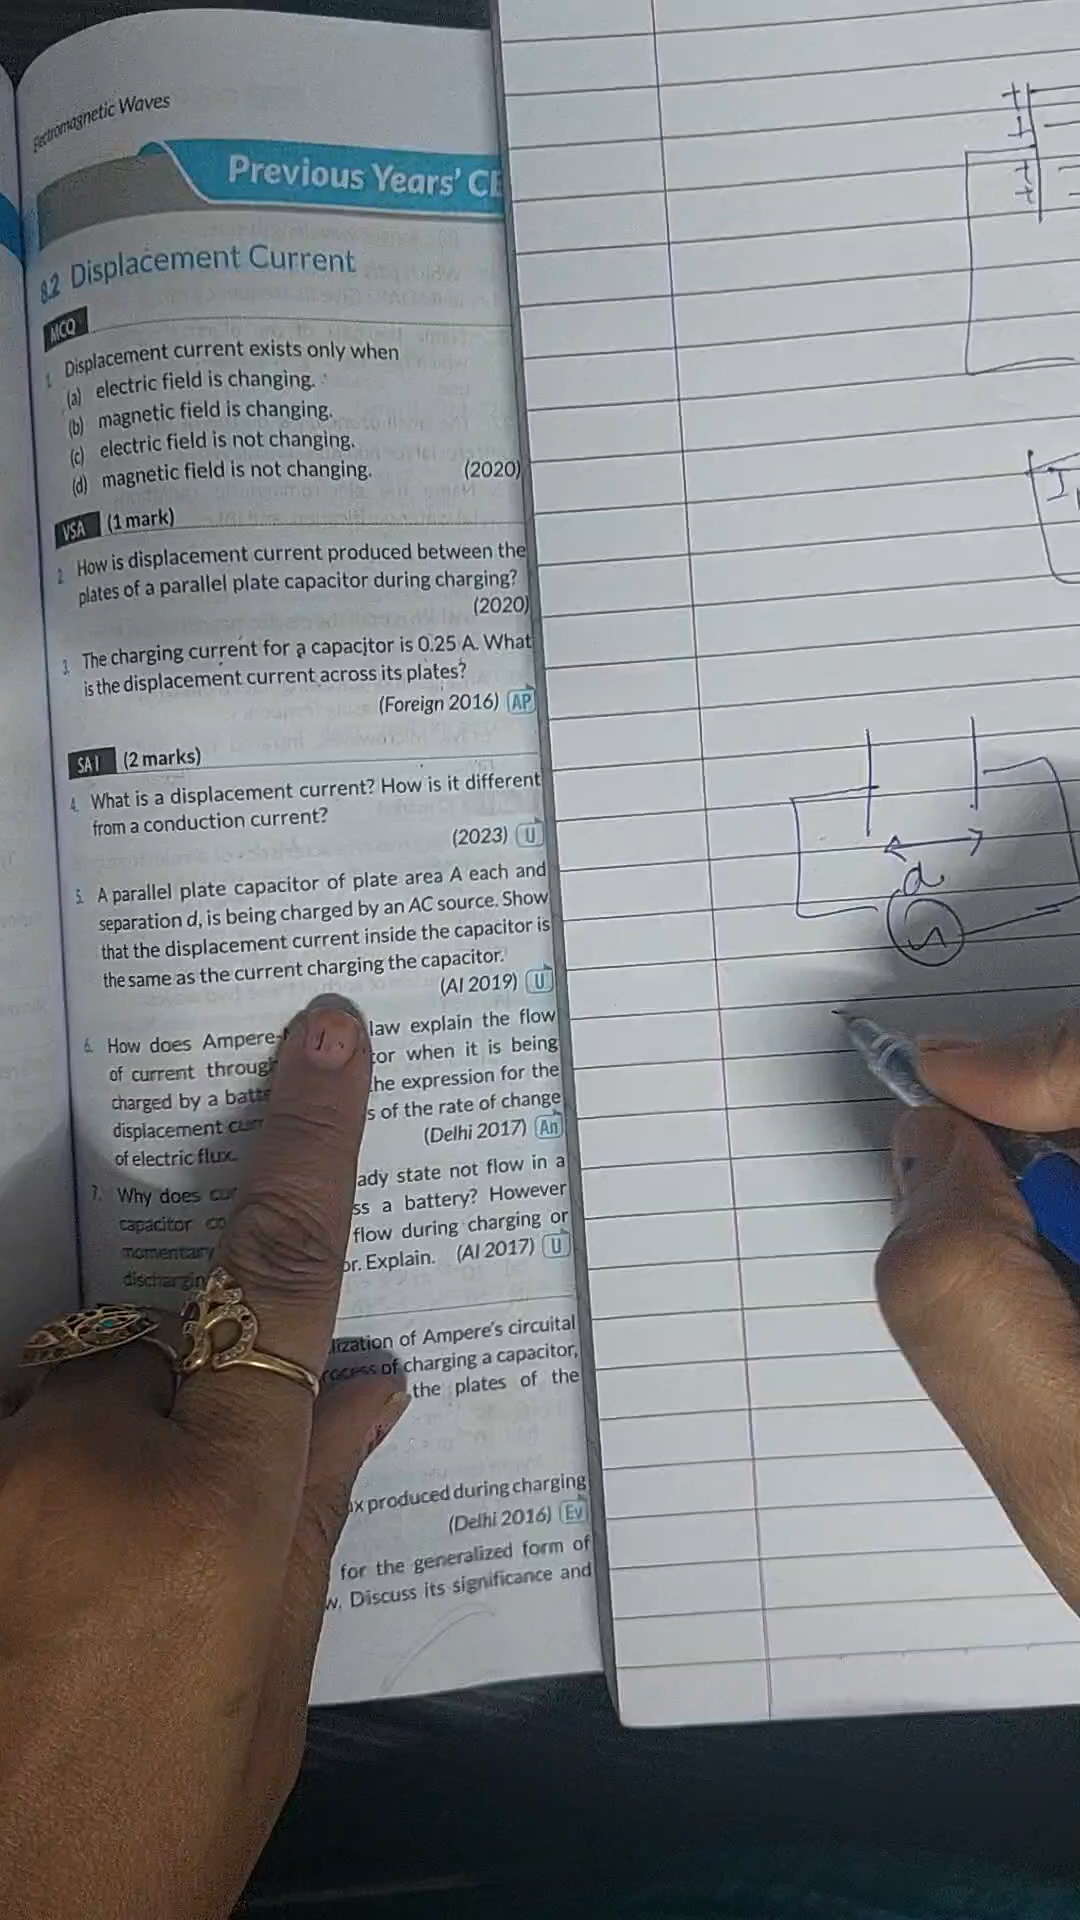 Electromagnetic Waves
Previous Years' CB
8.2 Displacement Current
MCQ
1. Displacement current exists only when
(a) electric field is changing.
(b) magnetic field is changing.
(c) electric field is not changing.
(d) magnetic field is not changing. (2020)
VSA (1 mark)
2. How is displacement current produced between the
plates of a parallel plate capacitor during charging?
(2020)
3. The charging current for a capacitor is 0.25 A. What
is the displacement current across its plates?
(Foreign 2016) AP
SA I (2 marks)
4. What is a displacement current? How is it different
from a conduction current?
(2023) U
5. A parallel plate capacitor of plate area A each and
separation d, is being charged by an AC source. Show
that the displacement current inside the capacitor is
the same as the current charging the capacitor.
(AI 2019) U
6. How does Ampere- law explain the flow
of current through tor when it is being
charged by a batte he expression for the
displacement curr s of the rate of change
of electric flux. (Delhi 2017) An
7. Why does cur ady state not flow in a
capacitor co ss a battery? However
momentary flow during charging or
dischargin or. Explain. (AI 2017) U
lization of Ampere's circuital
rocess of charging a capacitor,
the plates of the
ux produced during charging
(Delhi 2016) Ev
for the generalized form of
w. Discuss its significance and
+
+
+
I
d